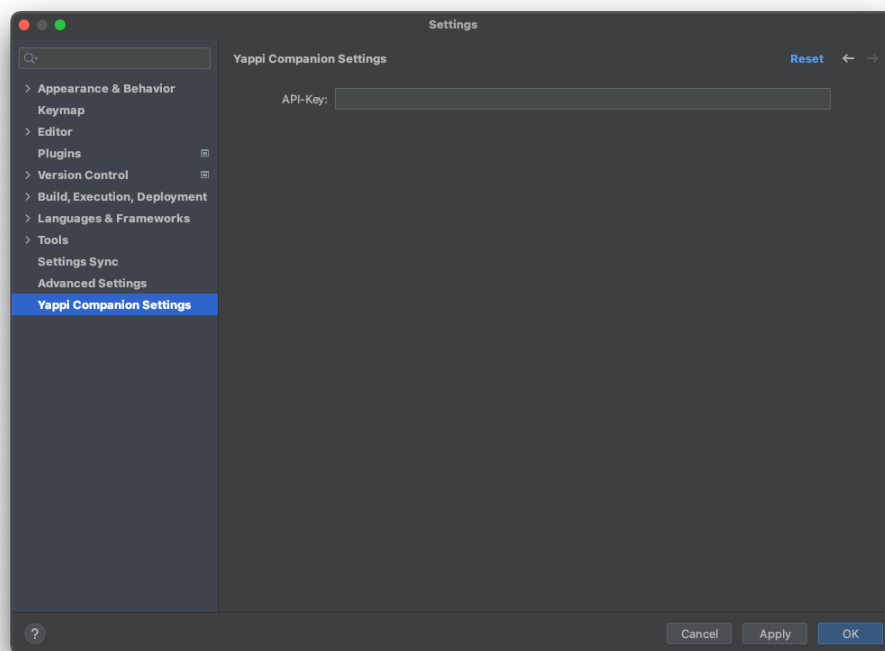 Settings
Yappi Companion Settings
Reset
API-Key:
Appearance & Behavior
Keymap
Editor
Plugins
Version Control
Build, Execution, Deployment
Languages & Frameworks
Tools
Settings Sync
Advanced Settings
Yappi Companion Settings
?
Cancel
Apply
OK